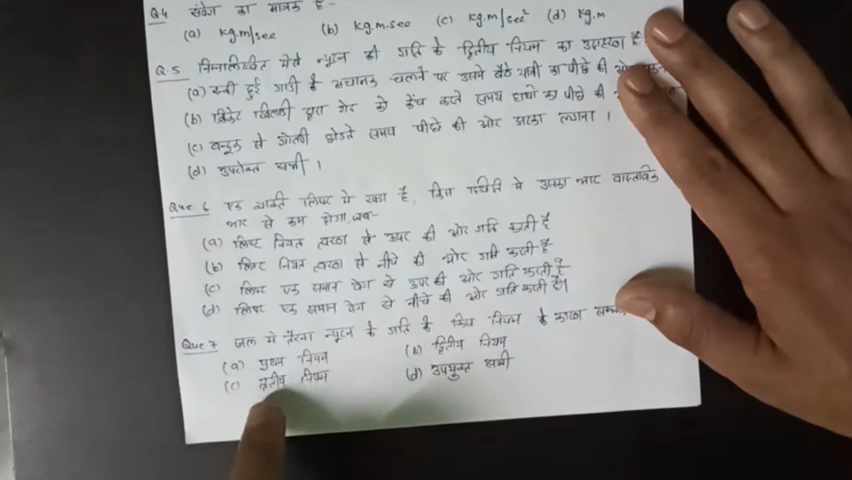 Q4 संवेग का मात्रक है -
(a) kg.m/sec (b) kg.m.sec (c) kg.m/sec² (d) kg.m
Q5 निम्नलिखित में से न्यूटन की गति के द्वितीय नियम का उदाहरण है
(a) रुकी हुई गाडी के अचानक चलने पर उसमे बैठे यात्री का पीछे की ओर
(b) क्रिकेट खिलाडी द्वारा गेंद को कैच करते समय हाथो को पीछे की
(c) बन्दूक से गोली छोडते समय पीछे की ओर झटका लगना ।
(d) उपरोक्त सभी ।
Que 6 एक व्यक्ति लिफ्ट मे खडा है, किस स्थिति मे उसका भार वास्तविक
भार से कम होगा जब-
(a) लिफ्ट नियत त्वरण से ऊपर की ओर गति करती है
(b) लिफ्ट नियत त्वरण से नीचे की ओर गति करती है
(c) लिफ्ट एक समान वेग से उपर की ओर गति करती है
(d) लिफ्ट एक समान वेग से नीचे की ओर गति करती है।
Que 7 जल मे तैरना न्यूटन के गति के किस नियम के कारण
(a) प्रथम नियम (b) द्वितीय नियम
(c) तृतीय नियम (d) उपयुक्त सभी